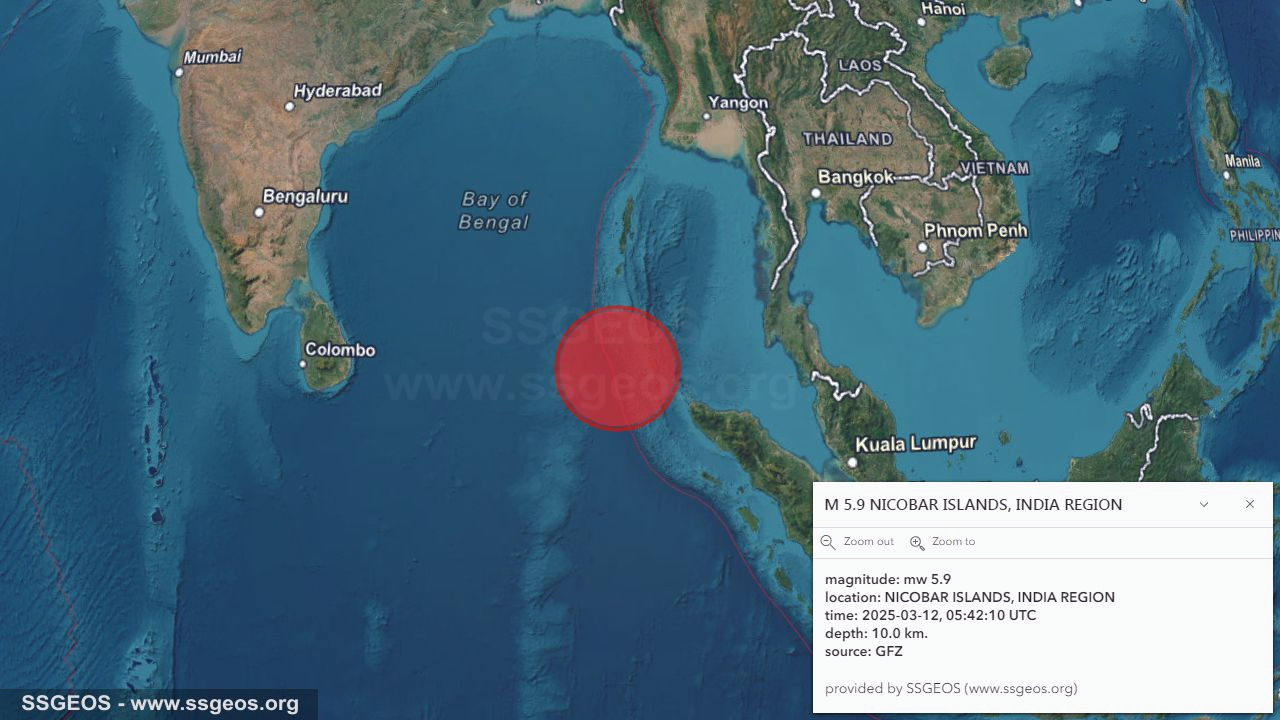 Hanoi
Mumbai
LAOS
Hyderabad
Yangon
THAILAND
Manila
VIETNAM
Bangkok
Bengaluru
Bay of
Bengal
Phnom Penh
PHILIPPIN
SSGEOS
Colombo
www.ssgeos.org
Kuala Lumpur
M 5.9 NICOBAR ISLANDS, INDIA REGION
Zoom out Zoom to
magnitude: mw 5.9
location: NICOBAR ISLANDS, INDIA REGION
time: 2025-03-12, 05:42:10 UTC
depth: 10.0 km.
source: GFZ
provided by SSGEOS (www.ssgeos.org)
SSGEOS - www.ssgeos.org